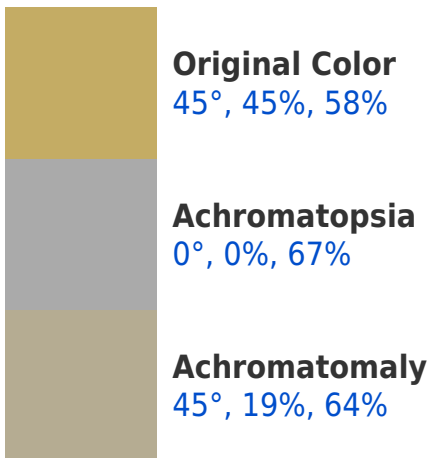 Original Color
45°, 45%, 58%
Achromatopsia
0°, 0%, 67%
Achromatomaly
45°, 19%, 64%